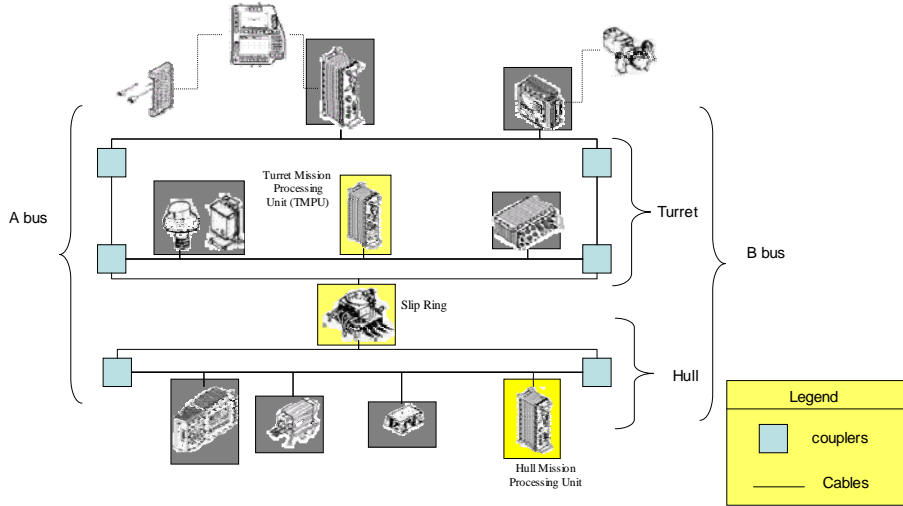 Turret Mission
Processing
Unit (TMPU)
Turret
A bus
B bus
Slip Ring
Hull
Legend
couplers
Cables
Hull Mission
Processing Unit